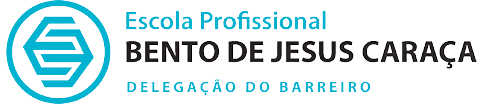 Escola Profissional
BENTO DE JESUS CARAÇA
DELEGAÇÃO DO BARREIRO